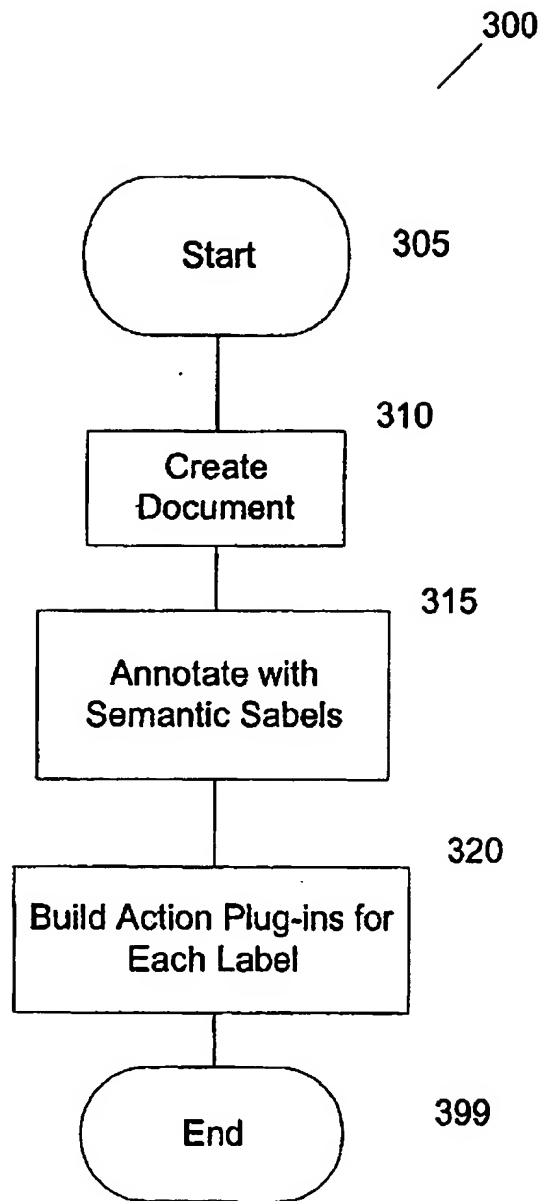 300
Start
305
310
Create
Document
315
Annotate with
Semantic Sabels
320
Build Action Plug-ins for
Each Label
End
399